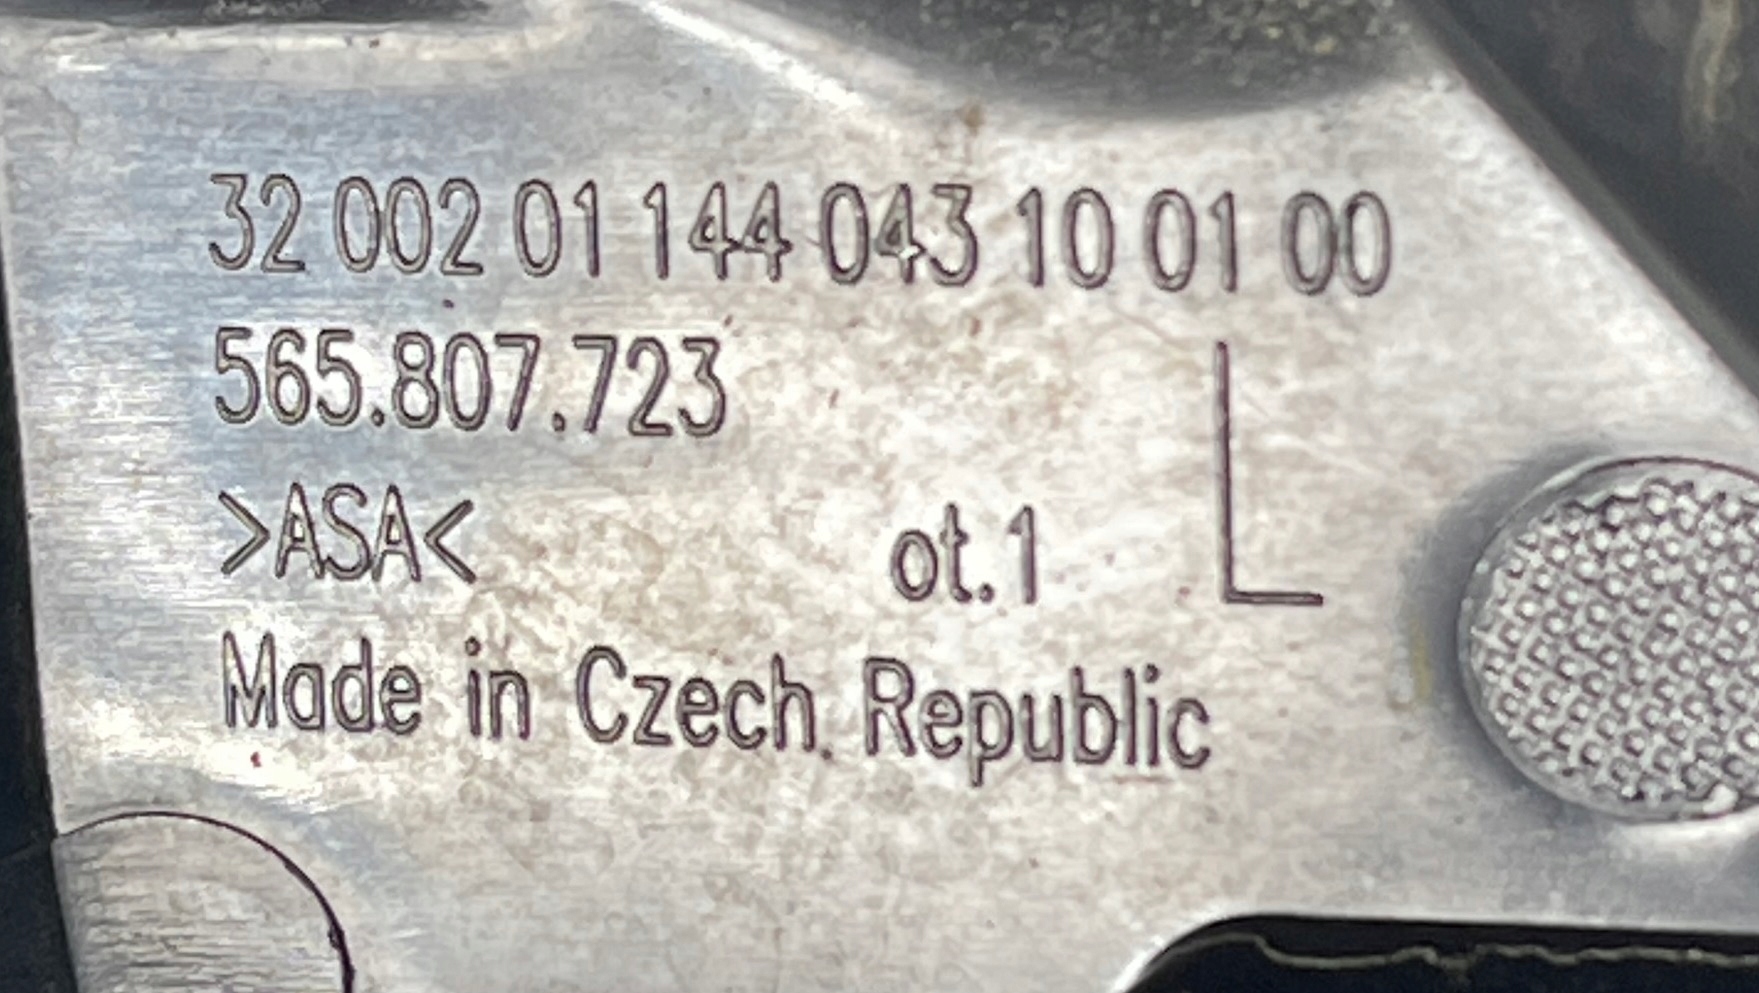 32 002 01 144 043 10 01 00
565.807.723
L
>ASA<
ot.1
Made in Czech Republic